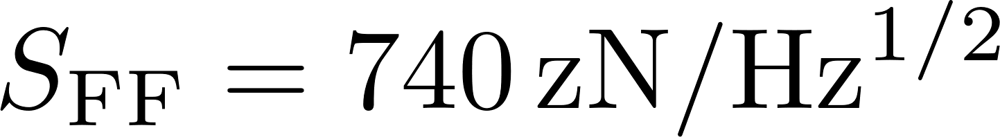 S_FF = 740 zN/Hz^1/2